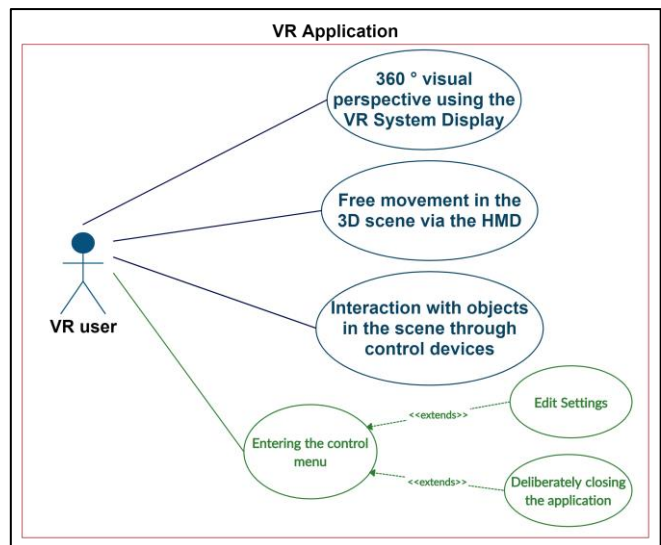 VR Application
360 ° visual
perspective using the
VR System Display
Free movement in the
3D scene via the HMD
VR user
Interaction with objects
in the scene through
control devices
<<extends>>
Edit Settings
Entering the control
menu
<<extends>>
Deliberately closing
the application